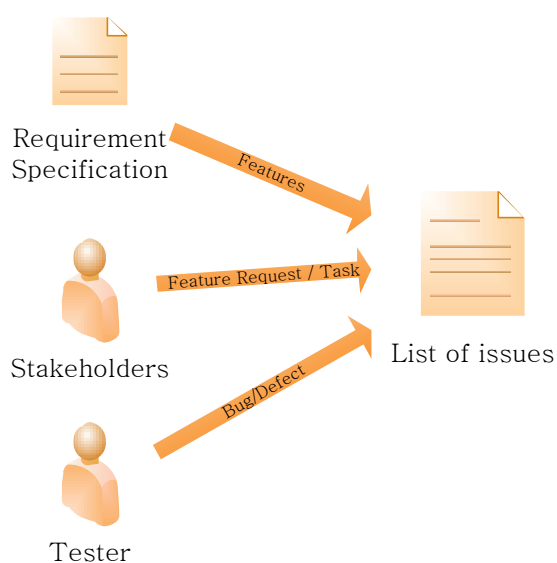 Requirement
Specification
Features
Feature Request / Task
Stakeholders
List of issues
Bug/Defect
Tester